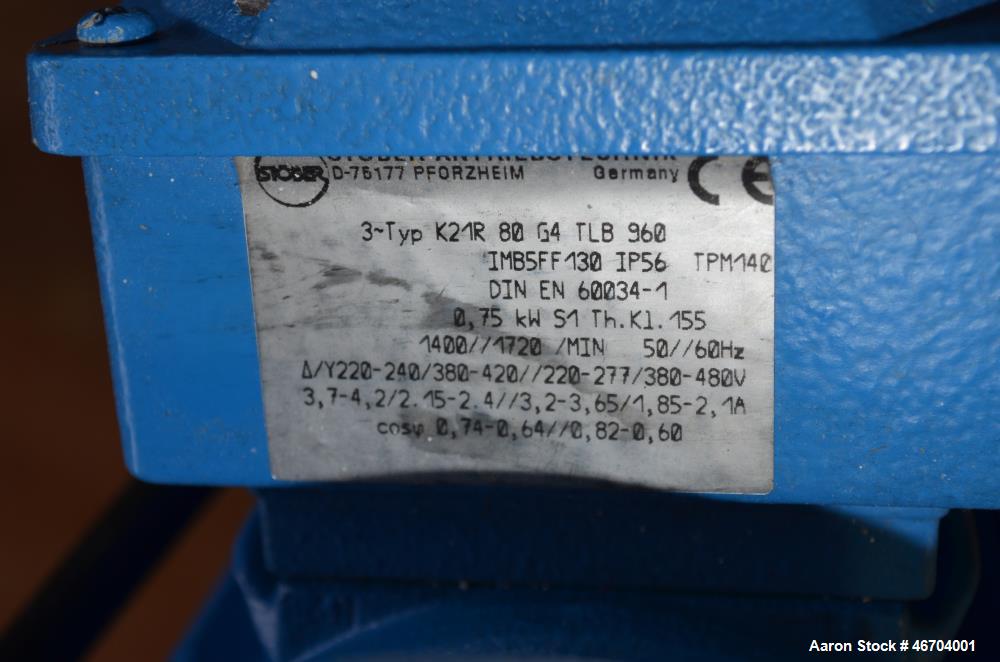 STÖBER ANTRIEBSTECHNIK
STÖBER D-75177 PFORZHEIM Germany CE
3~Typ K21R 80 G4 TLB 960
IMB5FF130 IP56 TPM140
DIN EN 60034-1
0,75 kW S1 Th.Kl.155
1400//1720 /MIN 50//60Hz
Δ/Y220-240/380-420//220-277/380-480V
3,7-4,2/2.15-2.4//3,2-3,65/1,85-2,1A
cosφ 0,74-0,64//0,82-0,60
Aaron Stock # 46704001